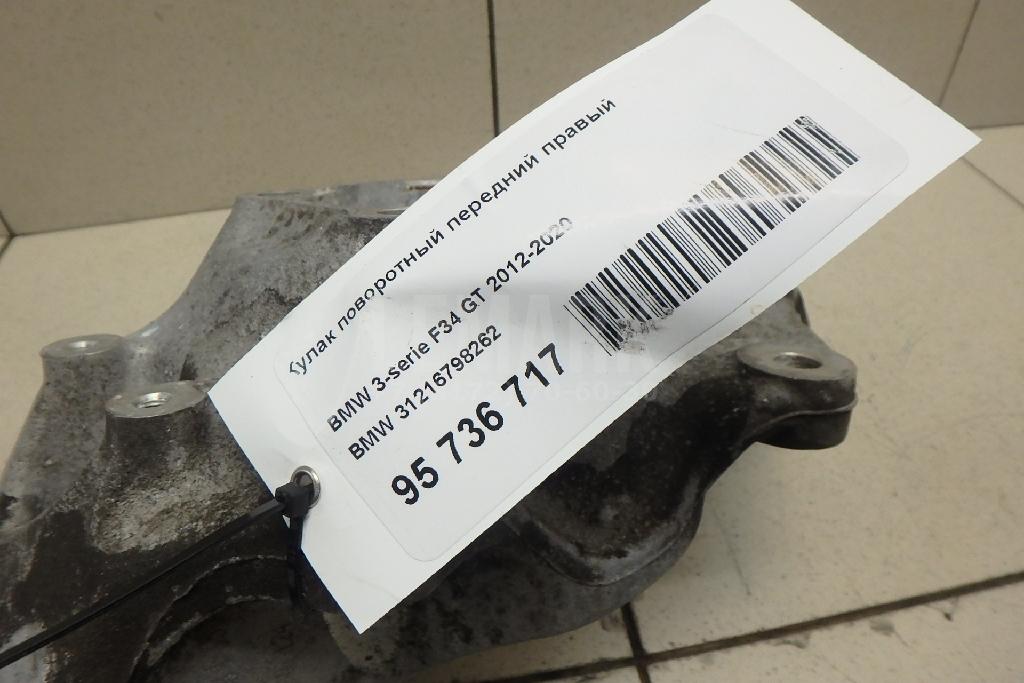 Кулак поворотный передний правый
BMW 3-serie F34 GT 2012-2020
BMW 31216798262
95 736 717